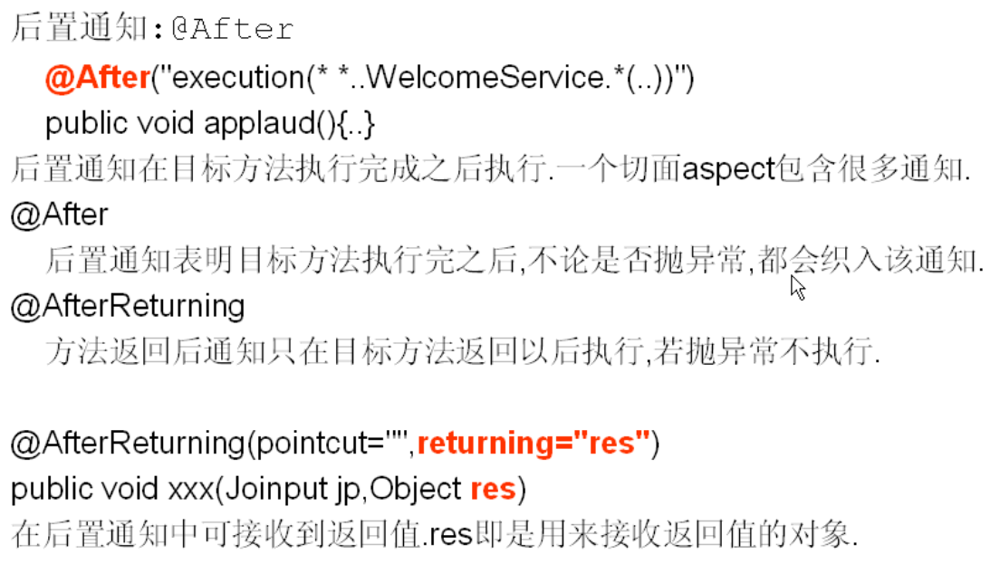 后置通知:@After
@After("execution(* *..WelcomeService.*(..))")
public void applaud(){..}
后置通知在目标方法执行完成之后执行.一个切面aspect包含很多通知.
@After
后置通知表明目标方法执行完之后,不论是否抛异常,都会织入该通知.
@AfterReturning
方法返回后通知只在目标方法返回以后执行,若抛异常不执行.
@AfterReturning(pointcut="",returning="res")
public void xxx(Joinput jp,Object res)
在后置通知中可接收到返回值.res即是用来接收返回值的对象.